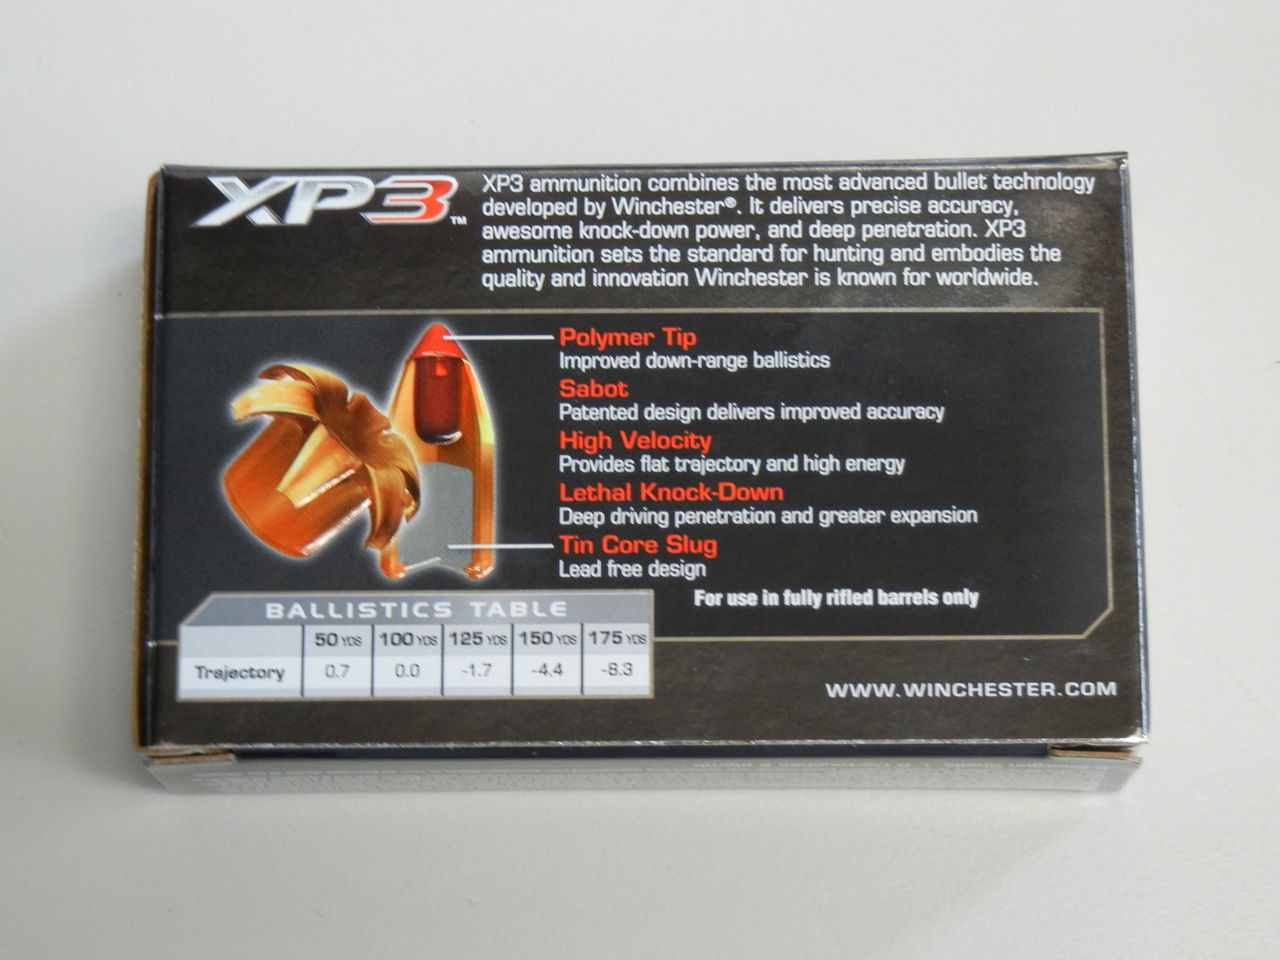 XP3™
XP3 ammunition combines the most advanced bullet technology
developed by Winchester®. It delivers precise accuracy,
awesome knock-down power, and deep penetration. XP3
ammunition sets the standard for hunting and embodies the
quality and innovation Winchester is known for worldwide.
Polymer Tip
Improved down-range ballistics
Sabot
Patented design delivers improved accuracy
High Velocity
Provides flat trajectory and high energy
Lethal Knock-Down
Deep driving penetration and greater expansion
Tin Core Slug
Lead free design
For use in fully rifled barrels only
BALLISTICS TABLE
50 YDS 100 YDS 125 YDS 150 YDS 175 YDS
Trajectory 0.7 0.0 -1.7 -4.4 -8.3
WWW.WINCHESTER.COM